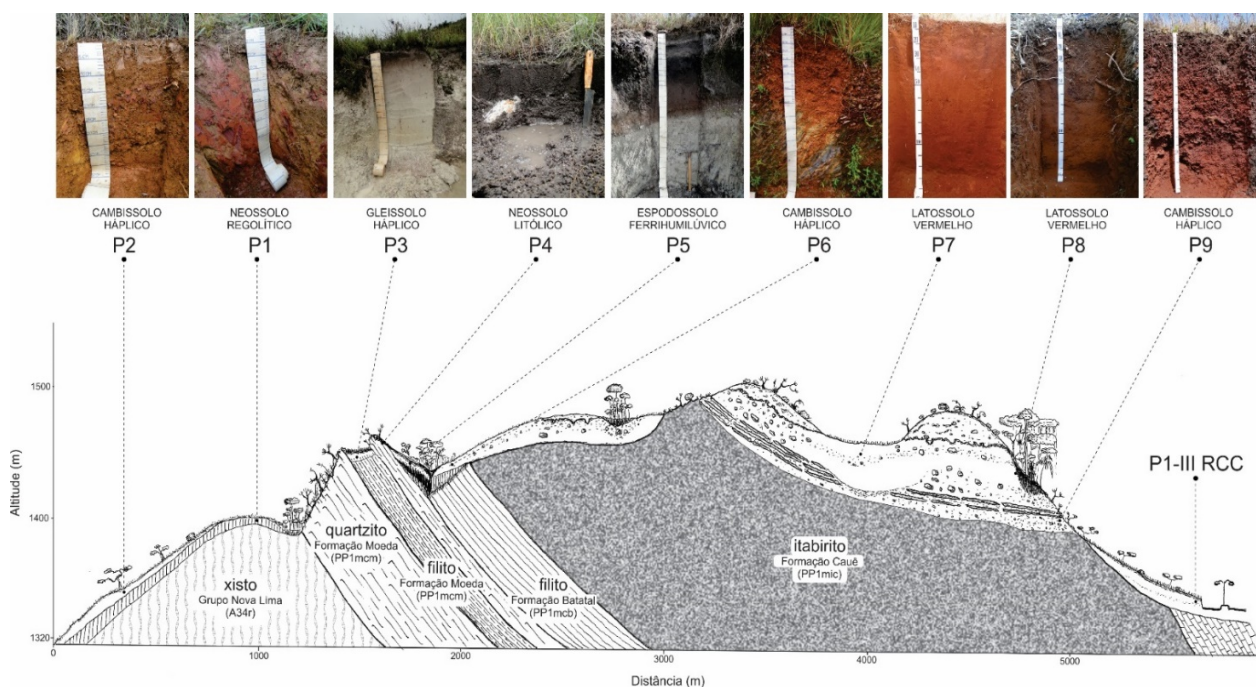 CAMBISSOLO
HÁPLICO
P2
NEOSSOLO
REGOLÍTICO
P1
GLEISSOLO
HÁPLICO
P3
NEOSSOLO
LITÓLICO
P4
ESPODOSSOLO
FERRIHUMILÚVICO
P5
CAMBISSOLO
HÁPLICO
P6
LATOSSOLO
VERMELHO
P7
LATOSSOLO
VERMELHO
P8
CAMBISSOLO
HÁPLICO
P9
P1-III RCC
Altitude (m)
1500
1400
1320
xisto
Grupo Nova Lima
(A34r)
quartzito
Formação Moeda
(PP1mcm)
filito
Formação Moeda
(PP1mcm)
filito
Formação Batatal
(PP1mcb)
itabirito
Formação Cauê
(PP1mic)
0
1000
2000
3000
4000
5000
Distância (m)